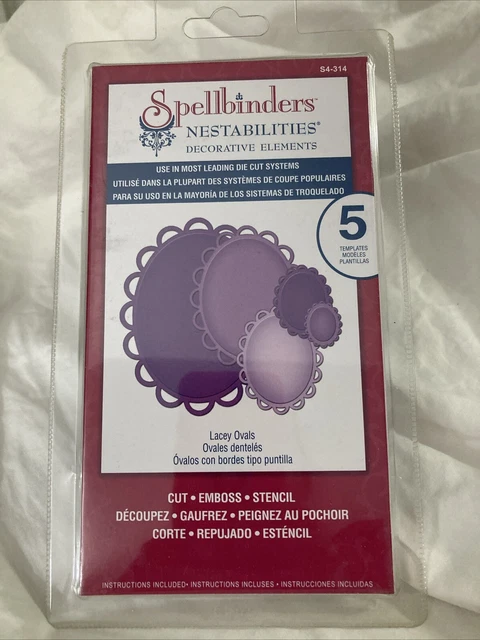 S4-314
Spellbinders™
NESTABILITIES®
DECORATIVE ELEMENTS
USE IN MOST LEADING DIE CUT SYSTEMS
UTILISÉ DANS LA PLUPART DES SYSTÈMES DE COUPE POPULAIRES
PARA SU USO EN LA MAYORÍA DE LOS SISTEMAS DE TROQUELADO
5
TEMPLATES
MODÈLES
PLANTILLAS
Lacey Ovals
Ovales dentelés
Óvalos con bordes tipo puntilla
CUT • EMBOSS • STENCIL
DÉCOUPEZ • GAUFREZ • PEIGNEZ AU POCHOIR
CORTE • REPUJADO • ESTÉNCIL
INSTRUCTIONS INCLUDED • INSTRUCTIONS INCLUSES • INSTRUCCIONES INCLUIDAS